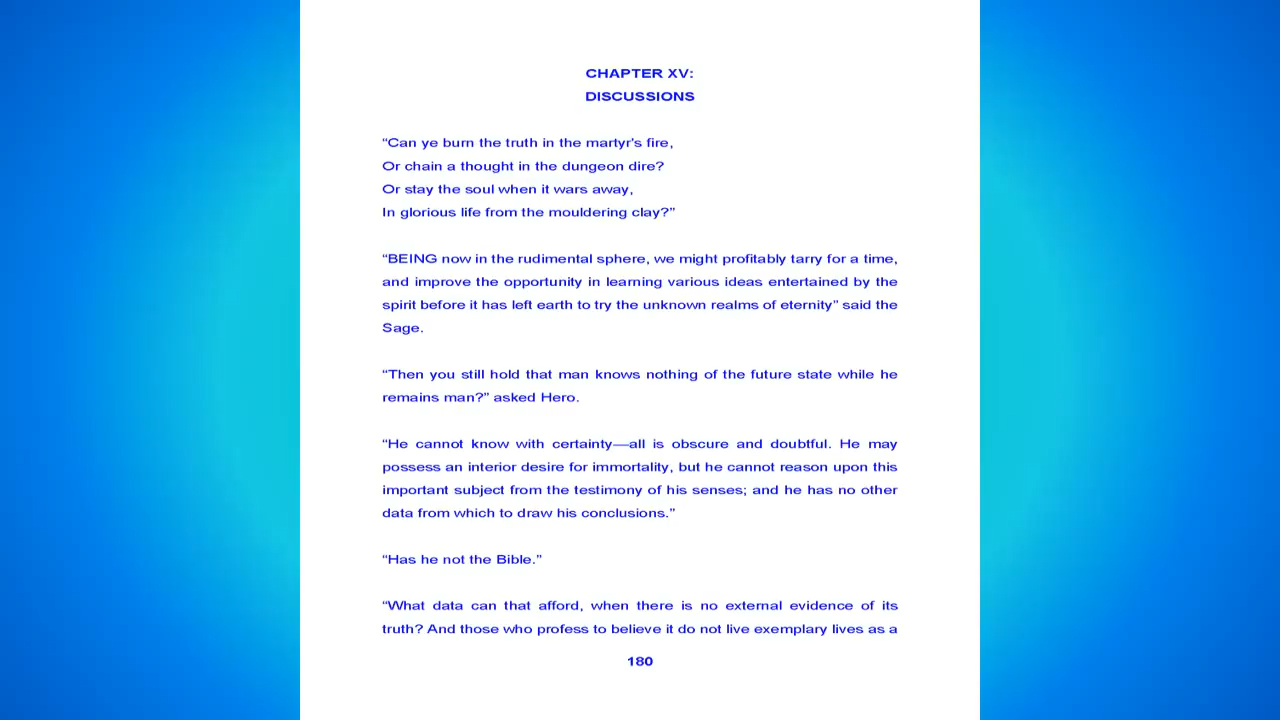 CHAPTER XV:
DISCUSSIONS
“Can ye burn the truth in the martyr's fire,
Or chain a thought in the dungeon dire?
Or stay the soul when it wars away,
In glorious life from the mouldering clay?”
“BEING now in the rudimental sphere, we might profitably tarry for a time,
and improve the opportunity in learning various ideas entertained by the
spirit before it has left earth to try the unknown realms of eternity” said the
Sage.
“Then you still hold that man knows nothing of the future state while he
remains man?” asked Hero.
“He cannot know with certainty—all is obscure and doubtful. He may
possess an interior desire for immortality, but he cannot reason upon this
important subject from the testimony of his senses; and he has no other
data from which to draw his conclusions.”
“Has he not the Bible.”
“What data can that afford, when there is no external evidence of its
truth? And those who profess to believe it do not live exemplary lives as a
180